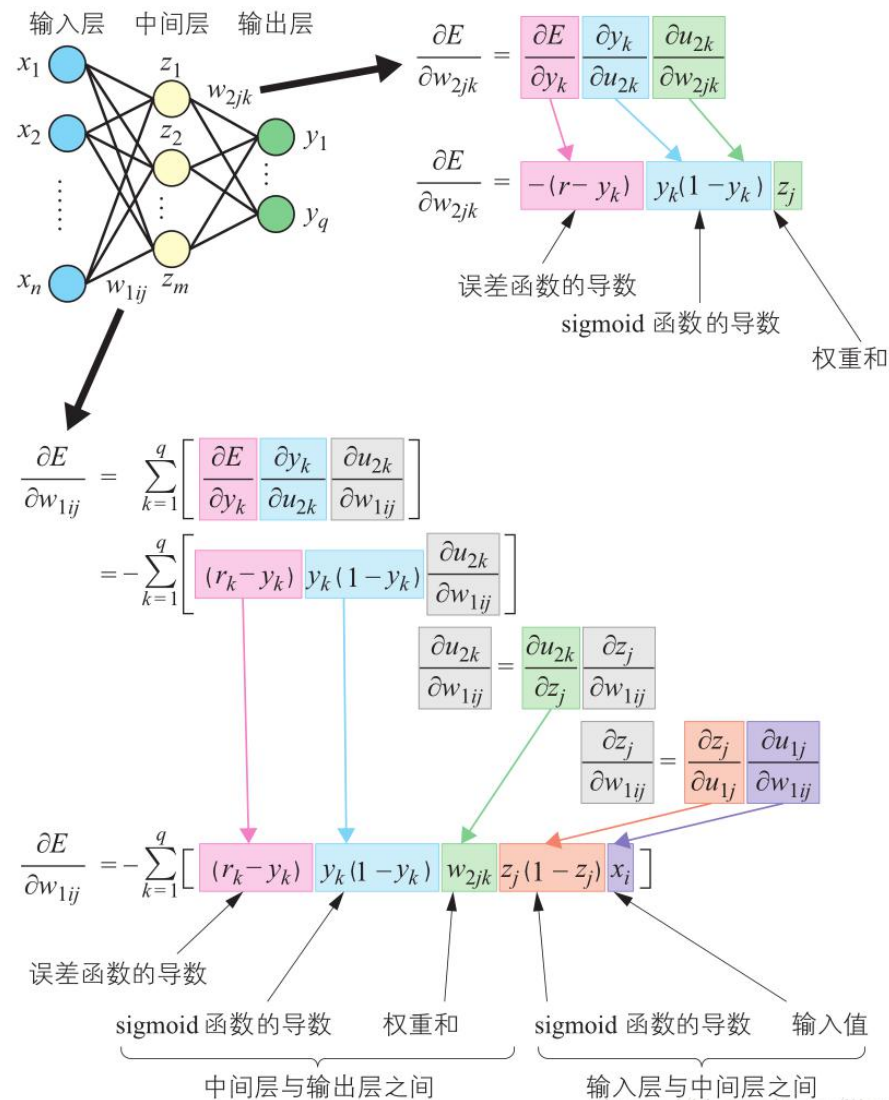 输入层 中间层 输出层
x₁ z₁ w₂ⱼₖ
x₂ z₂ y₁
...... ... ...
y_q
xₙ w₁ᵢⱼ zₘ
∂E/∂w₂ⱼₖ = ∂E/∂yₖ ∂yₖ/∂u₂ₖ ∂u₂ₖ/∂w₂ⱼₖ
∂E/∂w₂ⱼₖ = -(r-yₖ) yₖ(1-yₖ) zⱼ
误差函数的导数
sigmoid 函数的导数
权重和
∂E/∂w₁ᵢⱼ = ∑_{k=1}^{q} [ ∂E/∂yₖ ∂yₖ/∂u₂ₖ ∂u₂ₖ/∂w₁ᵢⱼ ]
= -∑_{k=1}^{q} [ (rₖ-yₖ) yₖ(1-yₖ) ∂u₂ₖ/∂w₁ᵢⱼ ]
∂u₂ₖ/∂w₁ᵢⱼ = ∂u₂ₖ/∂zⱼ ∂zⱼ/∂w₁ᵢⱼ
∂zⱼ/∂w₁ᵢⱼ = ∂zⱼ/∂u₁ⱼ ∂u₁ⱼ/∂w₁ᵢⱼ
∂E/∂w₁ᵢⱼ = -∑_{k=1}^{q} [ (rₖ-yₖ) yₖ(1-yₖ) w₂ⱼₖ zⱼ(1-zⱼ) xᵢ ]
误差函数的导数
sigmoid 函数的导数 权重和 sigmoid 函数的导数 输入值
中间层与输出层之间 输入层与中间层之间